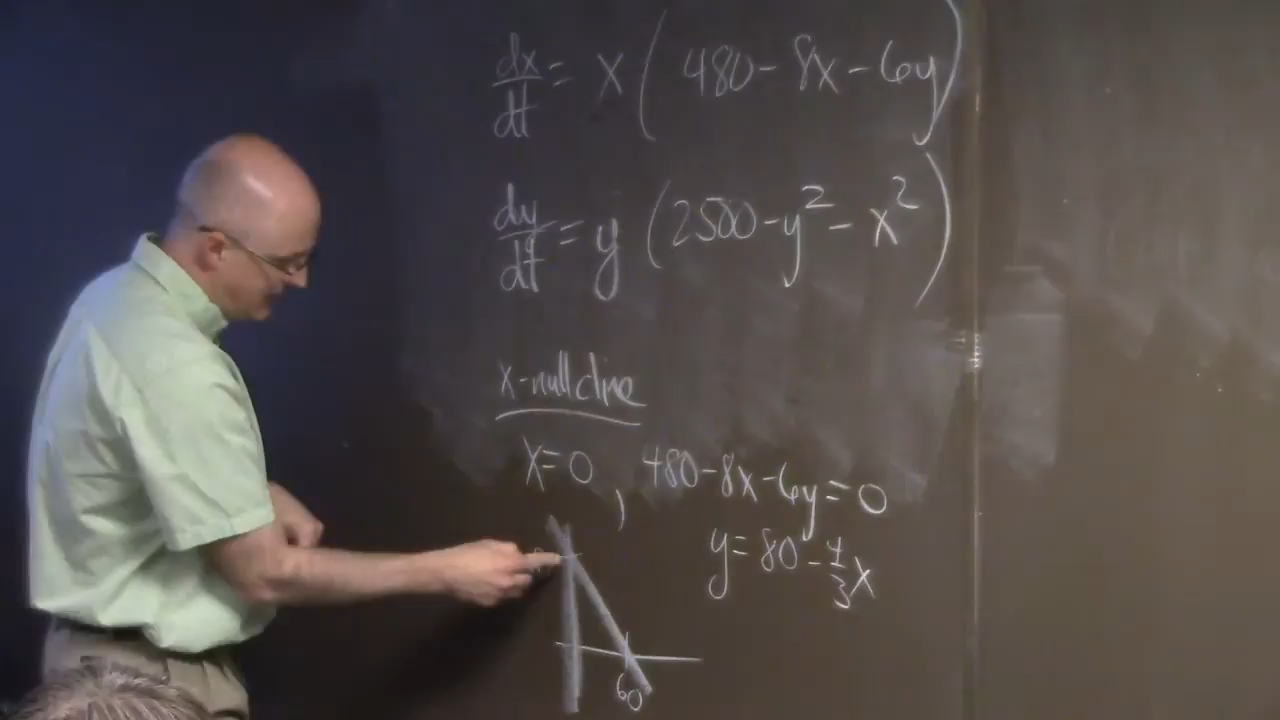 dx/dt = x(480-8x-6y)
dy/dt = y(2500-y²-x²)
x-nullcline
x=0, 480-8x-6y=0
y=80-4/3x
60